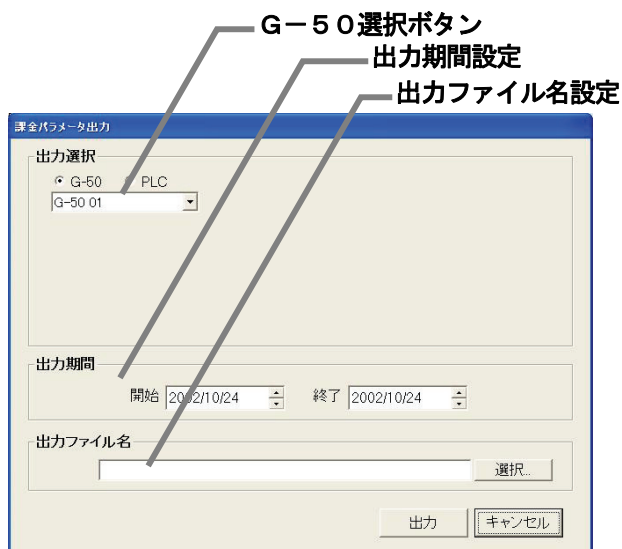 G－50選択ボタン
出力期間設定
出力ファイル名設定
課金パラメータ出力
出力選択
G-50 PLC
G-50 01
出力期間
開始 2002/10/24 終了 2002/10/24
出力ファイル名
選択...
出力 キャンセル